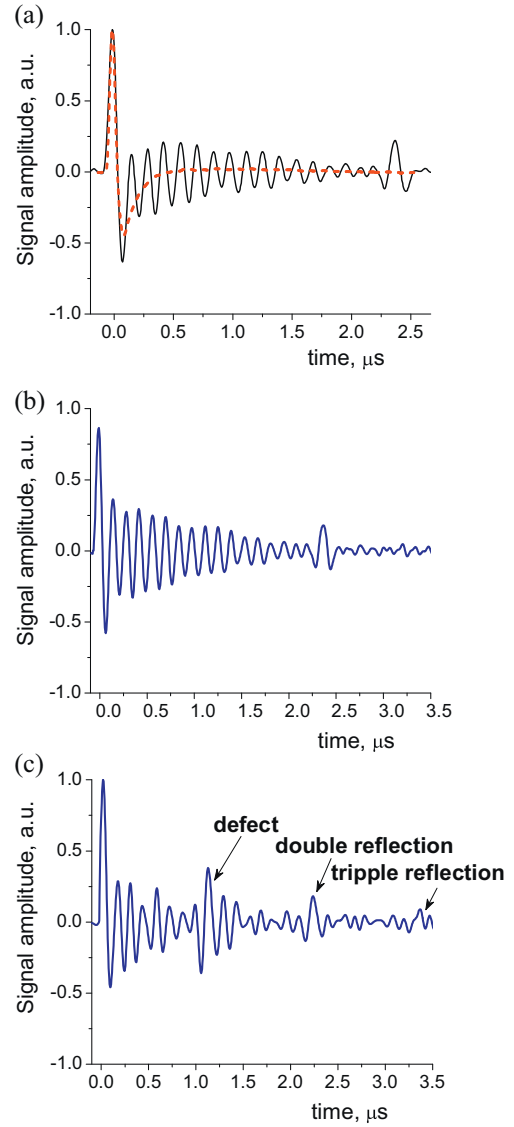 (a)
Signal amplitude, a.u.
1.0
0.5
0.0
-0.5
-1.0
0.0 0.5 1.0 1.5 2.0 2.5
time, μs
(b)
Signal amplitude, a.u.
1.0
0.5
0.0
-0.5
-1.0
0.0 0.5 1.0 1.5 2.0 2.5 3.0 3.5
time, μs
(c)
Signal amplitude, a.u.
1.0
0.5
0.0
-0.5
-1.0
defect
double reflection
tripple reflection
0.0 0.5 1.0 1.5 2.0 2.5 3.0 3.5
time, μs